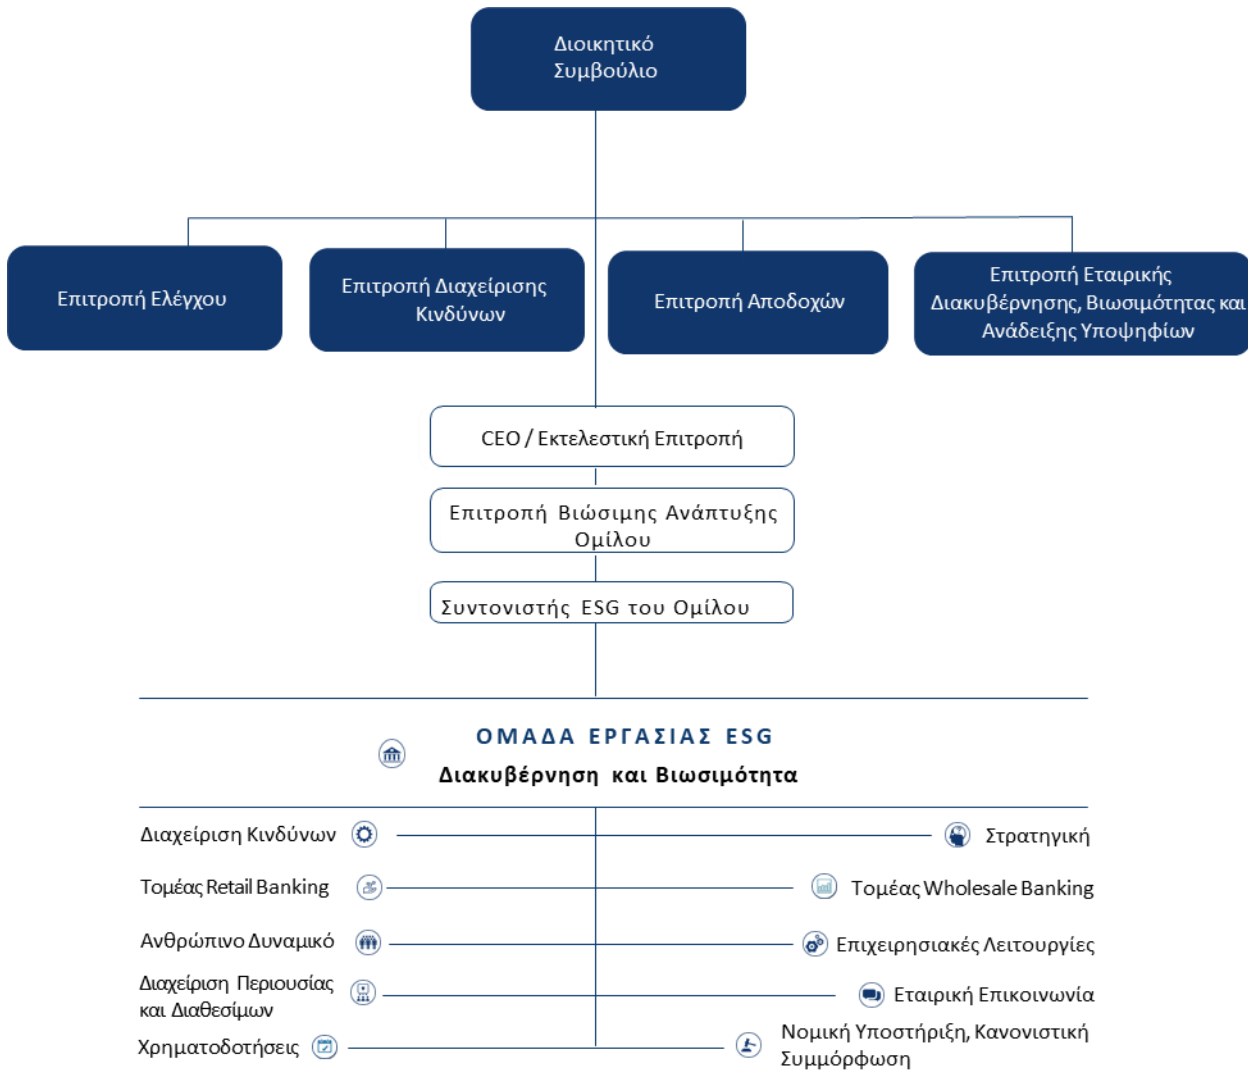 Διοικητικό
Συμβούλιο
Επιτροπή Ελέγχου
Επιτροπή Διαχείρισης
Κινδύνων
Επιτροπή Αποδοχών
Επιτροπή Εταιρικής
Διακυβέρνησης, Βιωσιμότητας και
Ανάδειξης Υποψηφίων
CEO / Εκτελεστική Επιτροπή
Επιτροπή Βιώσιμης Ανάπτυξης
Ομίλου
Συντονιστής ESG του Ομίλου
ΟΜΑΔΑ ΕΡΓΑΣΙΑΣ ESG
Διακυβέρνηση και Βιωσιμότητα
Διαχείριση Κινδύνων
Στρατηγική
Τομέας Retail Banking
Τομέας Wholesale Banking
Ανθρώπινο Δυναμικό
Επιχειρησιακές Λειτουργίες
Διαχείριση Περιουσίας
και Διαθεσίμων
Εταιρική Επικοινωνία
Χρηματοδοτήσεις
Νομική Υποστήριξη, Κανονιστική
Συμμόρφωση